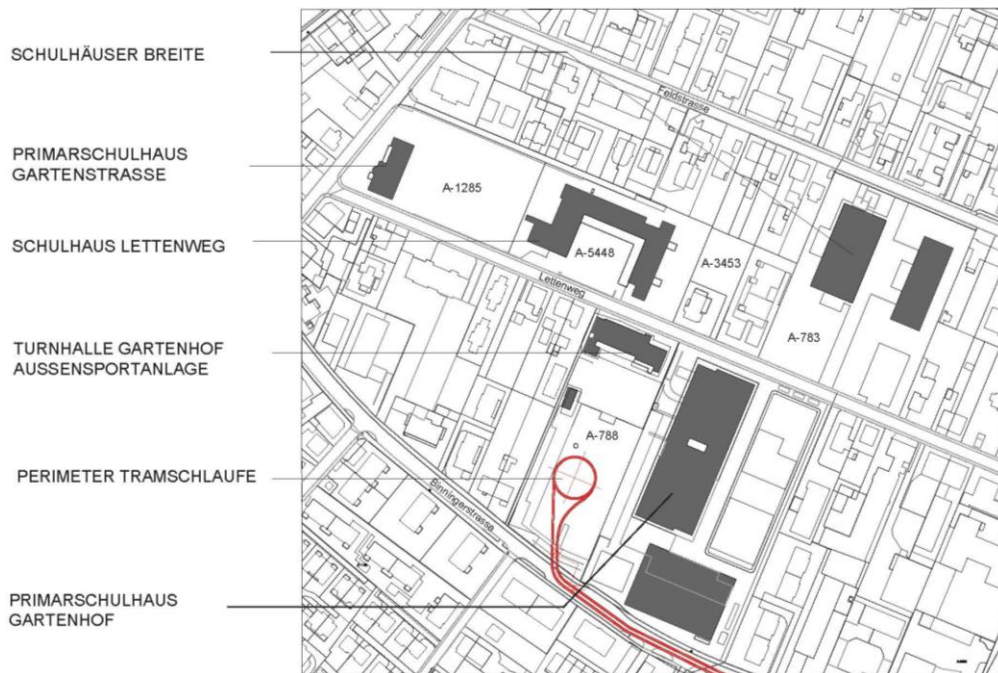 SCHULHÄUSER BREITE
PRIMARSCHULHAUS
GARTENSTRASSE
SCHULHAUS LETTENWEG
TURNHALLE GARTENHOF
AUSSENSPORTANLAGE
PERIMETER TRAMSCHLAUFE
PRIMARSCHULHAUS
GARTENHOF
Feldstrasse
A-1285
A-5448
A-3453
Lettenweg
A-783
A-788
Binningerstrasse